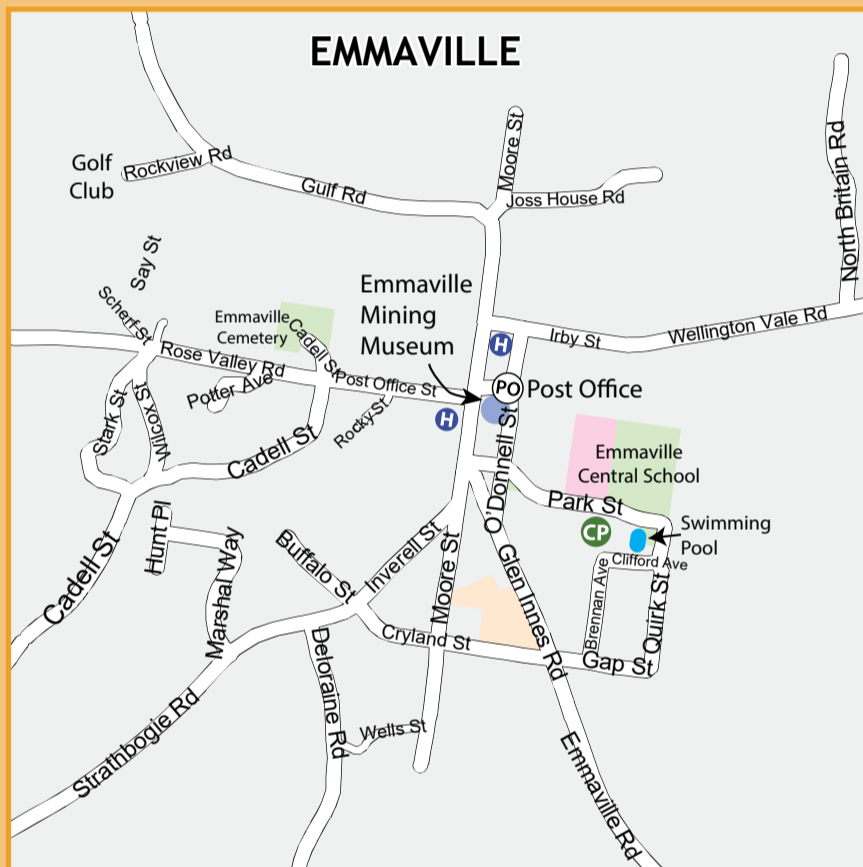 EMMAVILLE
Moore St
North Britain Rd
Golf
Club
Rockview Rd
Gulf Rd
Joss House Rd
Say St
Scherf St
Emmaville
Mining
Museum
Emmaville
Cemetery
Cadell St
H
Irby St
Wellington Vale Rd
Rose Valley Rd
Potter Ave
Post Office St
PO
Post Office
Rocky St
H
Stark St
Wilcox St
Cadell St
O'Donnell St
Emmaville
Central School
Park St
CP
Swimming
Pool
Clifford Ave
Hunt Pl
Cadell St
Marshal Way
Buffalo St
Inverell St
Moore St
Glen Innes Rd
Brennan Ave
Quirk St
Cryland St
Gap St
Deloraine Rd
Wells St
Strathbogie Rd
Emmaville Rd